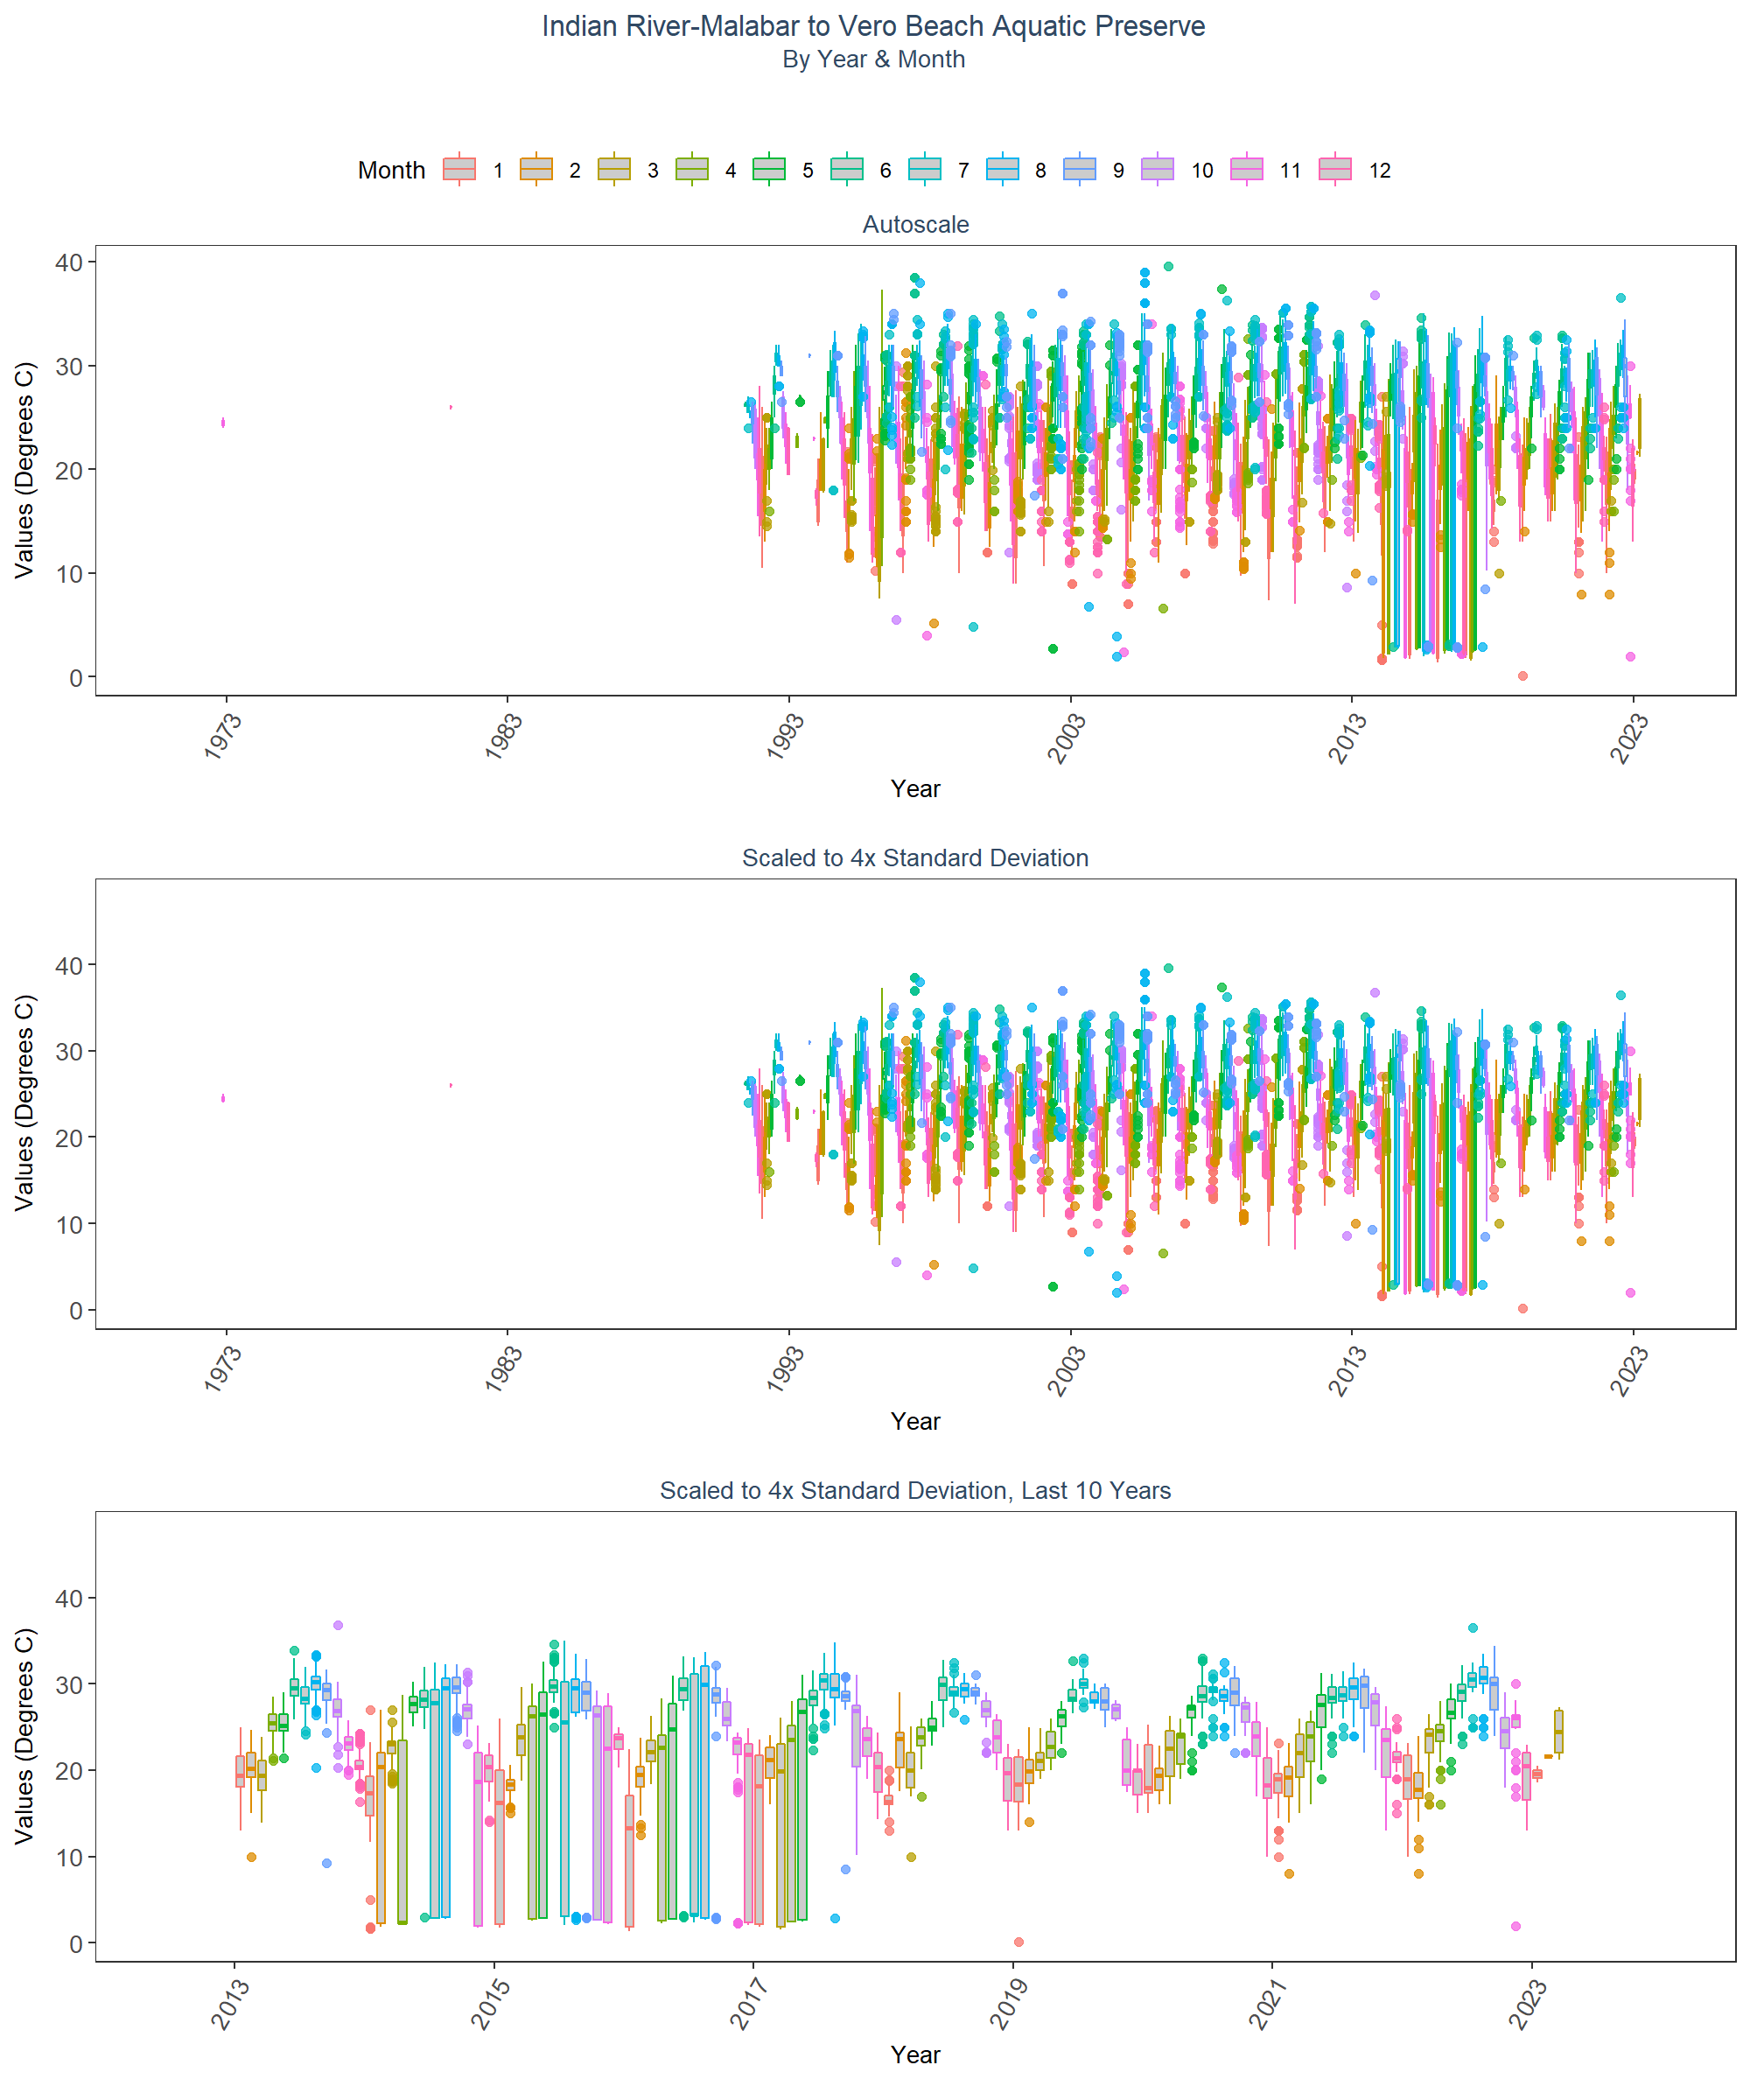 Indian River-Malabar to Vero Beach Aquatic Preserve
By Year & Month
Month 1 2 3 4 5 6 7 8 9 10 11 12
Autoscale
Values (Degrees C)
40
30
20
10
0
1973 1983 1993 2003 2013 2023
Year
Scaled to 4x Standard Deviation
Values (Degrees C)
40
30
20
10
0
1973 1983 1993 2003 2013 2023
Year
Scaled to 4x Standard Deviation, Last 10 Years
Values (Degrees C)
40
30
20
10
0
2013 2015 2017 2019 2021 2023
Year